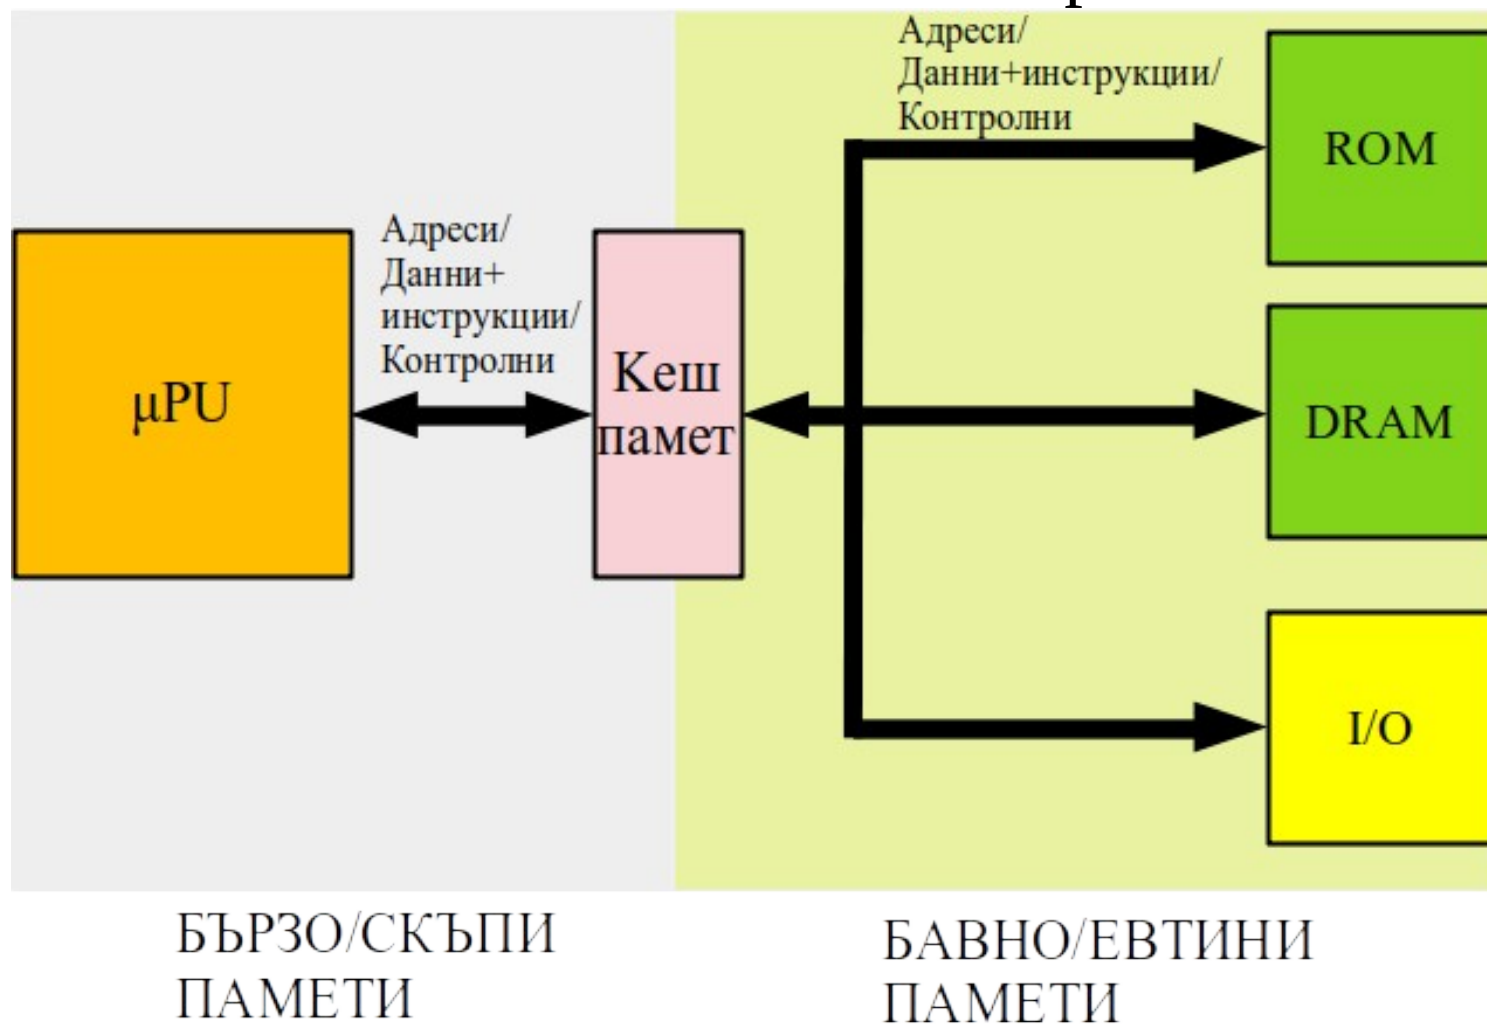 Адреси/
Данни+инструкции/
Контролни
ROM
Адреси/
Данни+
инструкции/
Контролни
μPU
Кеш
памет
DRAM
I/O
БЪРЗО/СКЪПИ
ПАМЕТИ
БАВНО/ЕВТИНИ
ПАМЕТИ